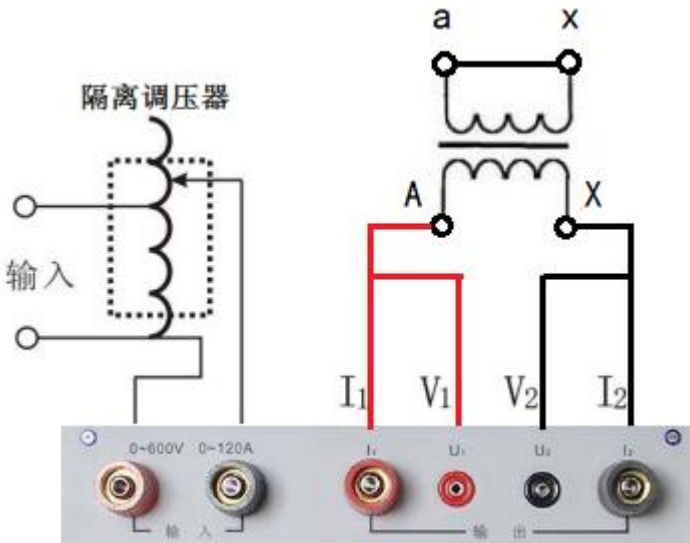 a x
隔离调压器
A X
输入
I₁ V₁ V₂ I₂
0~600V 0~120A I₁ U₁ U₂ I₂
输 入 输 出